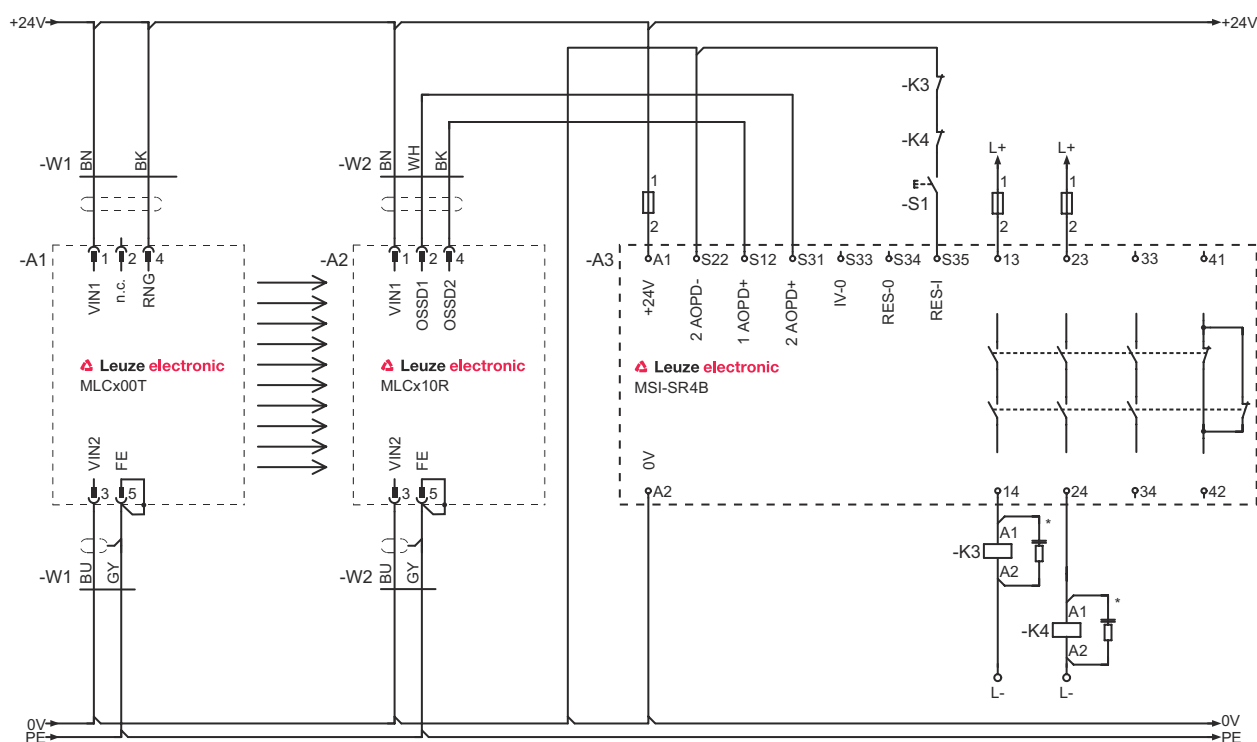 +24V
+24V
-K3
-K4
-S1
L+
L+
-W1
BN
BK
-W2
BN
WH
BK
1
2
1
2
1
2
-A1
1
2
4
-A2
1
2
4
-A3
A1
S22
S12
S31
S33
S34
S35
13
23
33
41
VIN1
n.c.
RNG
VIN1
OSSD1
OSSD2
+24V
2 AOPD-
1 AOPD+
2 AOPD+
IV-0
RES-0
RES-I
Leuze electronic
MLCx00T
Leuze electronic
MLCx10R
Leuze electronic
MSI-SR4B
VIN2
FE
VIN2
FE
0V
3
5
3
5
A2
14
24
34
42
-K3
A1
A2
*
-W1
BU
GY
-W2
BU
GY
-K4
A1
A2
*
L-
L-
0V
0V
PE
PE